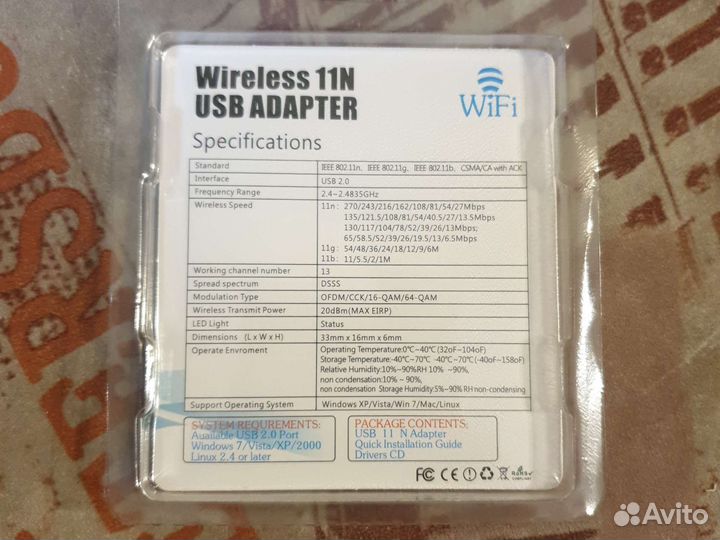 Wireless 11N
USB ADAPTER
WiFi
Specifications
Standard IEEE 802.11n、IEEE 802.11g、IEEE 802.11b、CSMA/CA with ACK
Interface USB 2.0
Frequency Range 2.4~2.4835GHz
Wireless Speed 11n: 270/243/216/162/108/81/54/27Mbps
135/121.5/108/81/54/40.5/27/13.5Mbps
130/117/104/78/52/39/26/13Mbps;
65/58.5/52/39/26/19.5/13/6.5Mbps
11g: 54/48/36/24/18/12/9/6M
11b: 11/5.5/2/1M
Working channel number 13
Spread spectrum DSSS
Modulation Type OFDM/CCK/16-QAM/64-QAM
Wireless Transmit Power 20dBm(MAX EIRP)
LED Light Status
Dimensions (L x W x H) 33mm x 16mm x 6mm
Operate Envroment Operating Temperature:0℃~40℃ (32oF~104oF)
Storage Temperature:-40℃~70℃ -40℃~70℃ (-40oF~158oF)
Relative Humidity:10%~90%RH 10% ~90%,
non condensation:10% ~ 90%,
non condensation Storage Humidity:5%~90%RH non-condensing
Support Operating System Windows XP/Vista/Win 7/Mac/Linux
SYSTEM REQUIREMENTS:
Auailable USB 2.0 Port
Windows 7/Vista/XP/2000
Linux 2.4 or later
PACKAGE CONTENTS:
USB 11 N Adapter
Quick Installation Guide
Drivers CD
FC CE RoHS
COMPLIANT
Avito